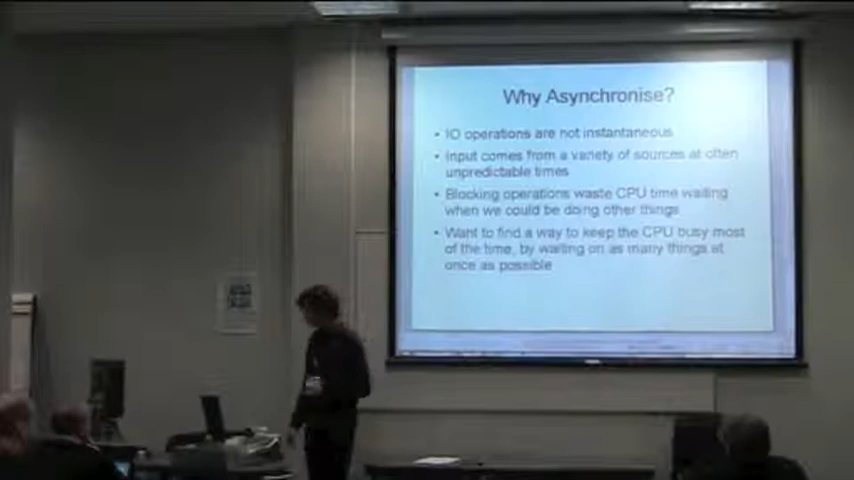 Why Asynchronise?
• IO operations are not instantaneous
• Input comes from a variety of sources at often
unpredictable times
• Blocking operations waste CPU time waiting
when we could be doing other things
• Want to find a way to keep the CPU busy most
of the time, by waiting on as many things at
once as possible